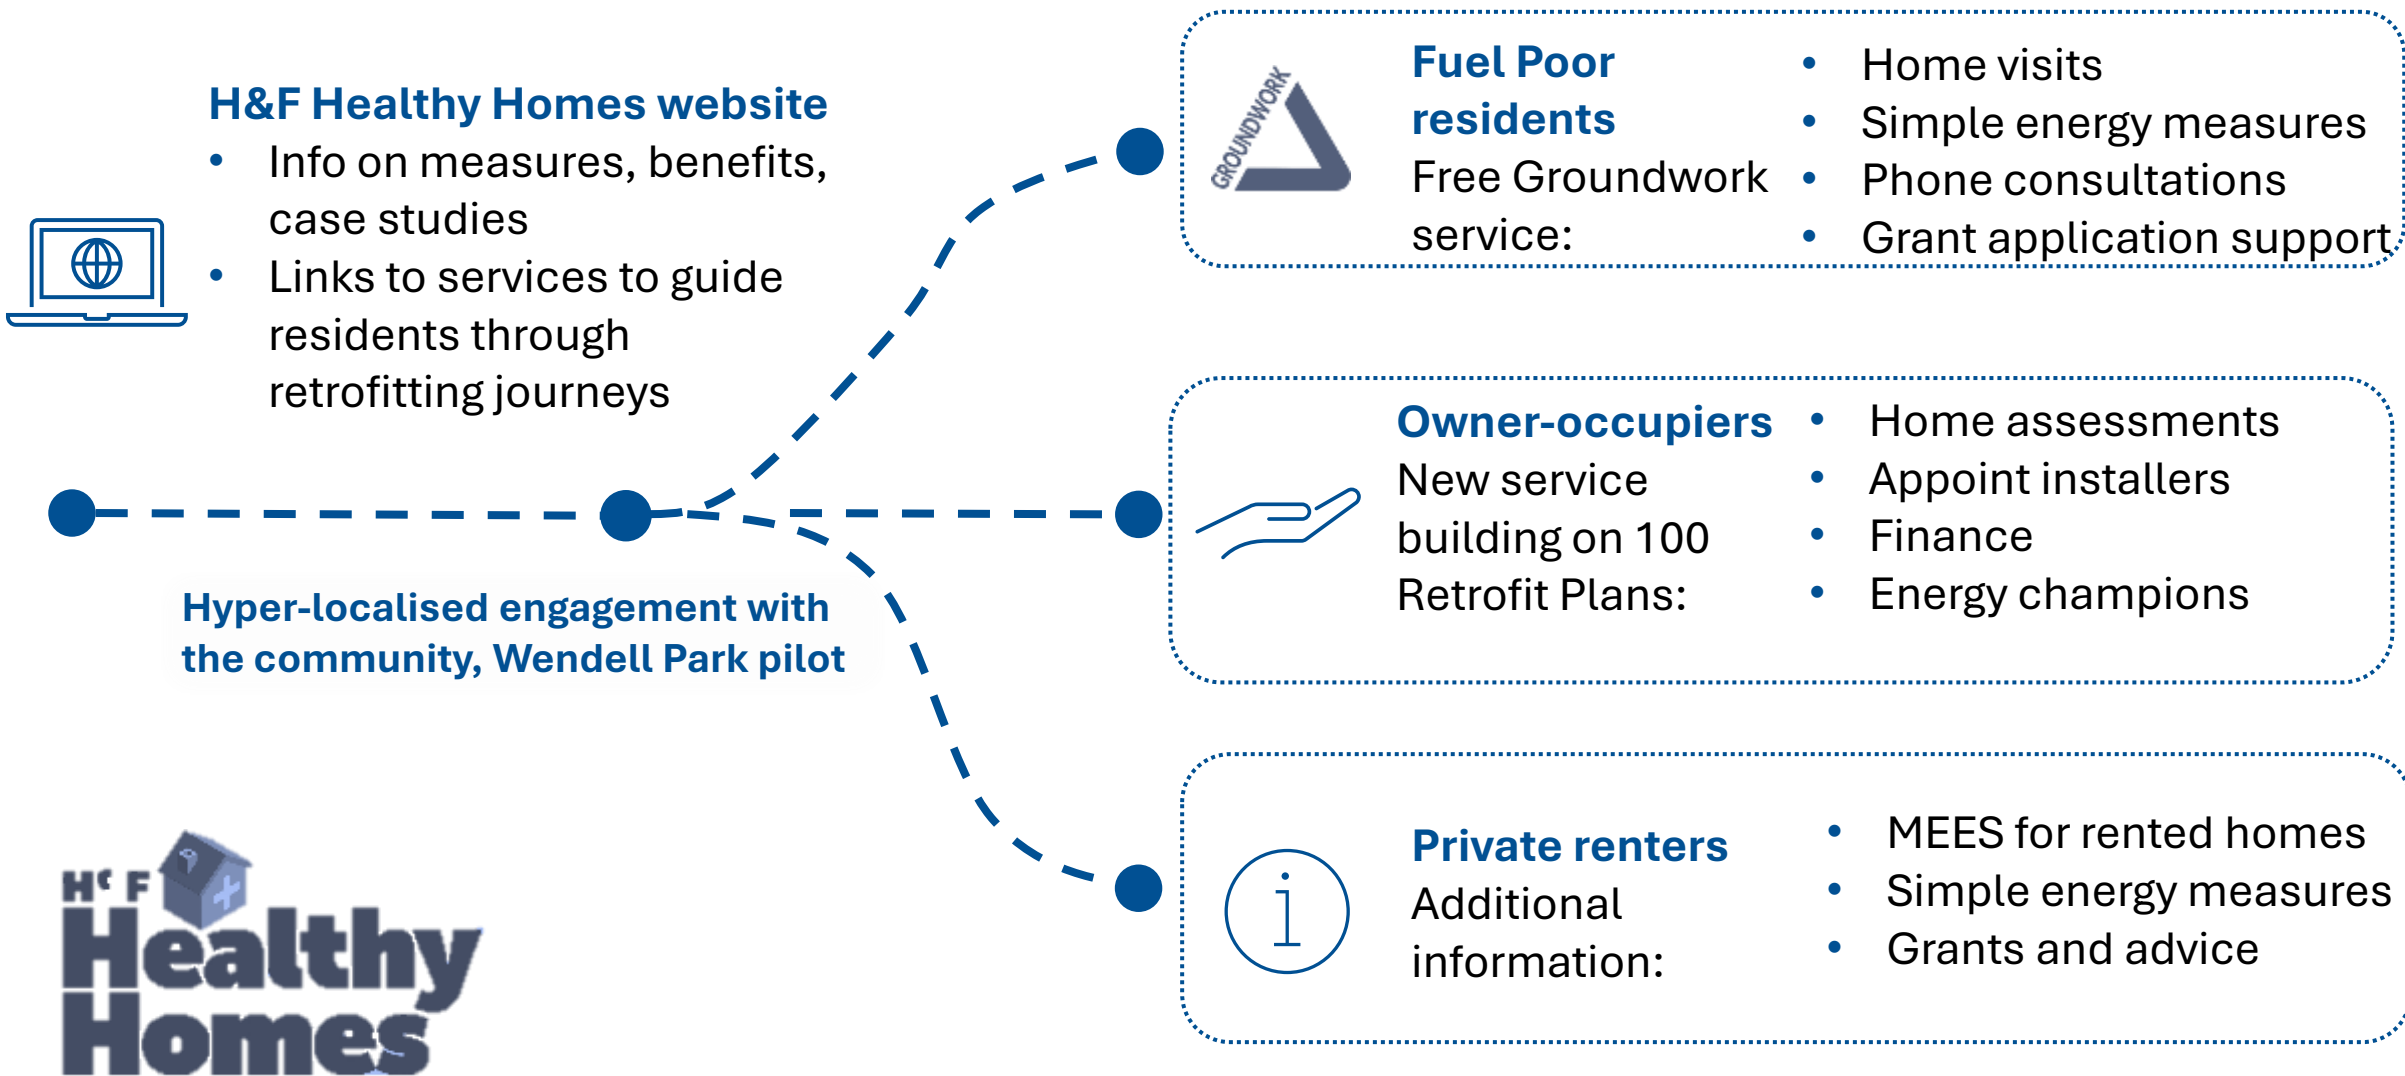 H&F Healthy Homes website
• Info on measures, benefits,
case studies
• Links to services to guide
residents through
retrofitting journeys
Hyper-localised engagement with
the community, Wendell Park pilot
GROUNDWORK
Fuel Poor
residents
Free Groundwork
service:
• Home visits
• Simple energy measures
• Phone consultations
• Grant application support
Owner-occupiers
New service
building on 100
Retrofit Plans:
• Home assessments
• Appoint installers
• Finance
• Energy champions
Private renters
Additional
information:
• MEES for rented homes
• Simple energy measures
• Grants and advice
H&F
Healthy
Homes